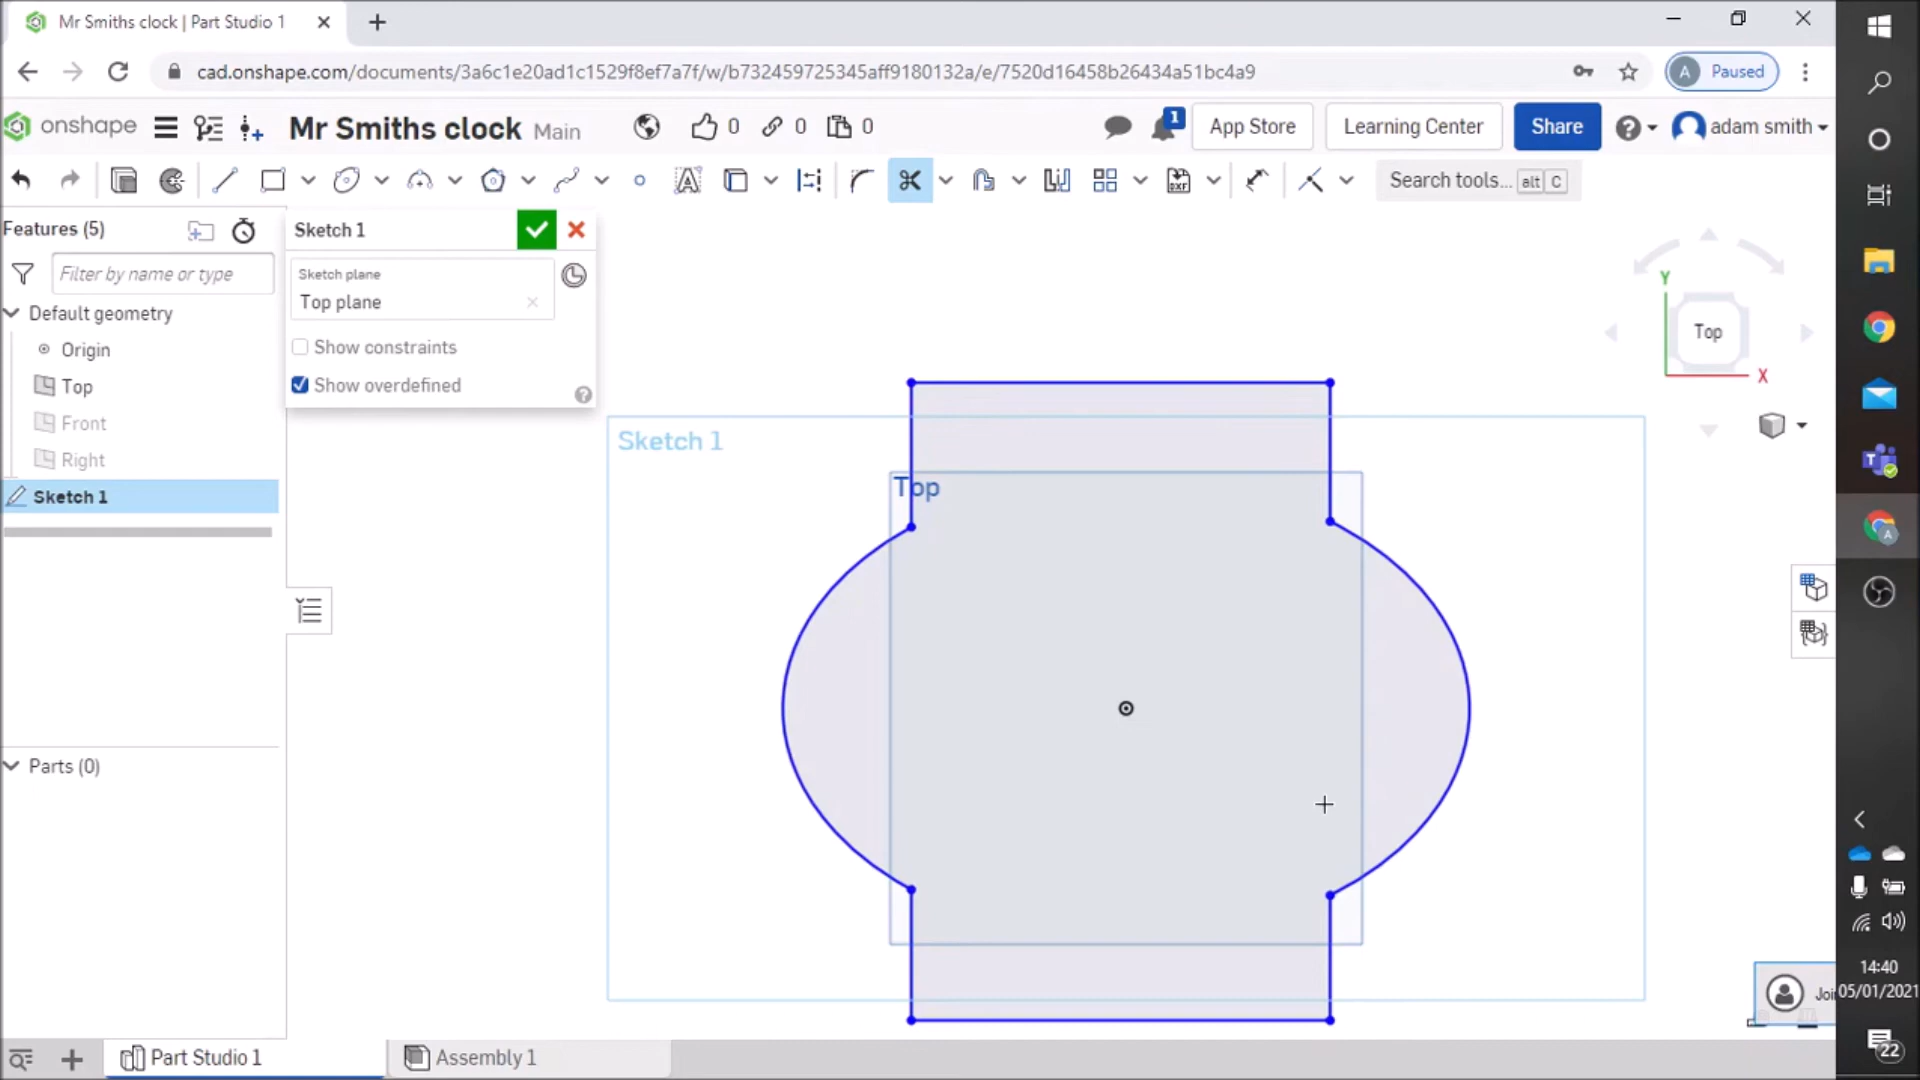 Mr Smiths clock | Part Studio 1
cad.onshape.com/documents/3a6c1e20ad1c1529f8ef7a7f/w/b732459725345aff9180132a/e/7520d16458b26434a51bc4a9
A Paused
onshape Mr Smiths clock Main 0 0 0 1 App Store Learning Center Share adam smith
DXF Search tools... alt C
Features (5)
Filter by name or type
Default geometry
Origin
Top
Front
Right
Sketch 1
Parts (0)
Sketch 1
Sketch plane
Top plane
Show constraints
Show overdefined
Sketch 1
Top
Y
Top
X
Joi
14:40
05/01/2021
22
Part Studio 1
Assembly 1